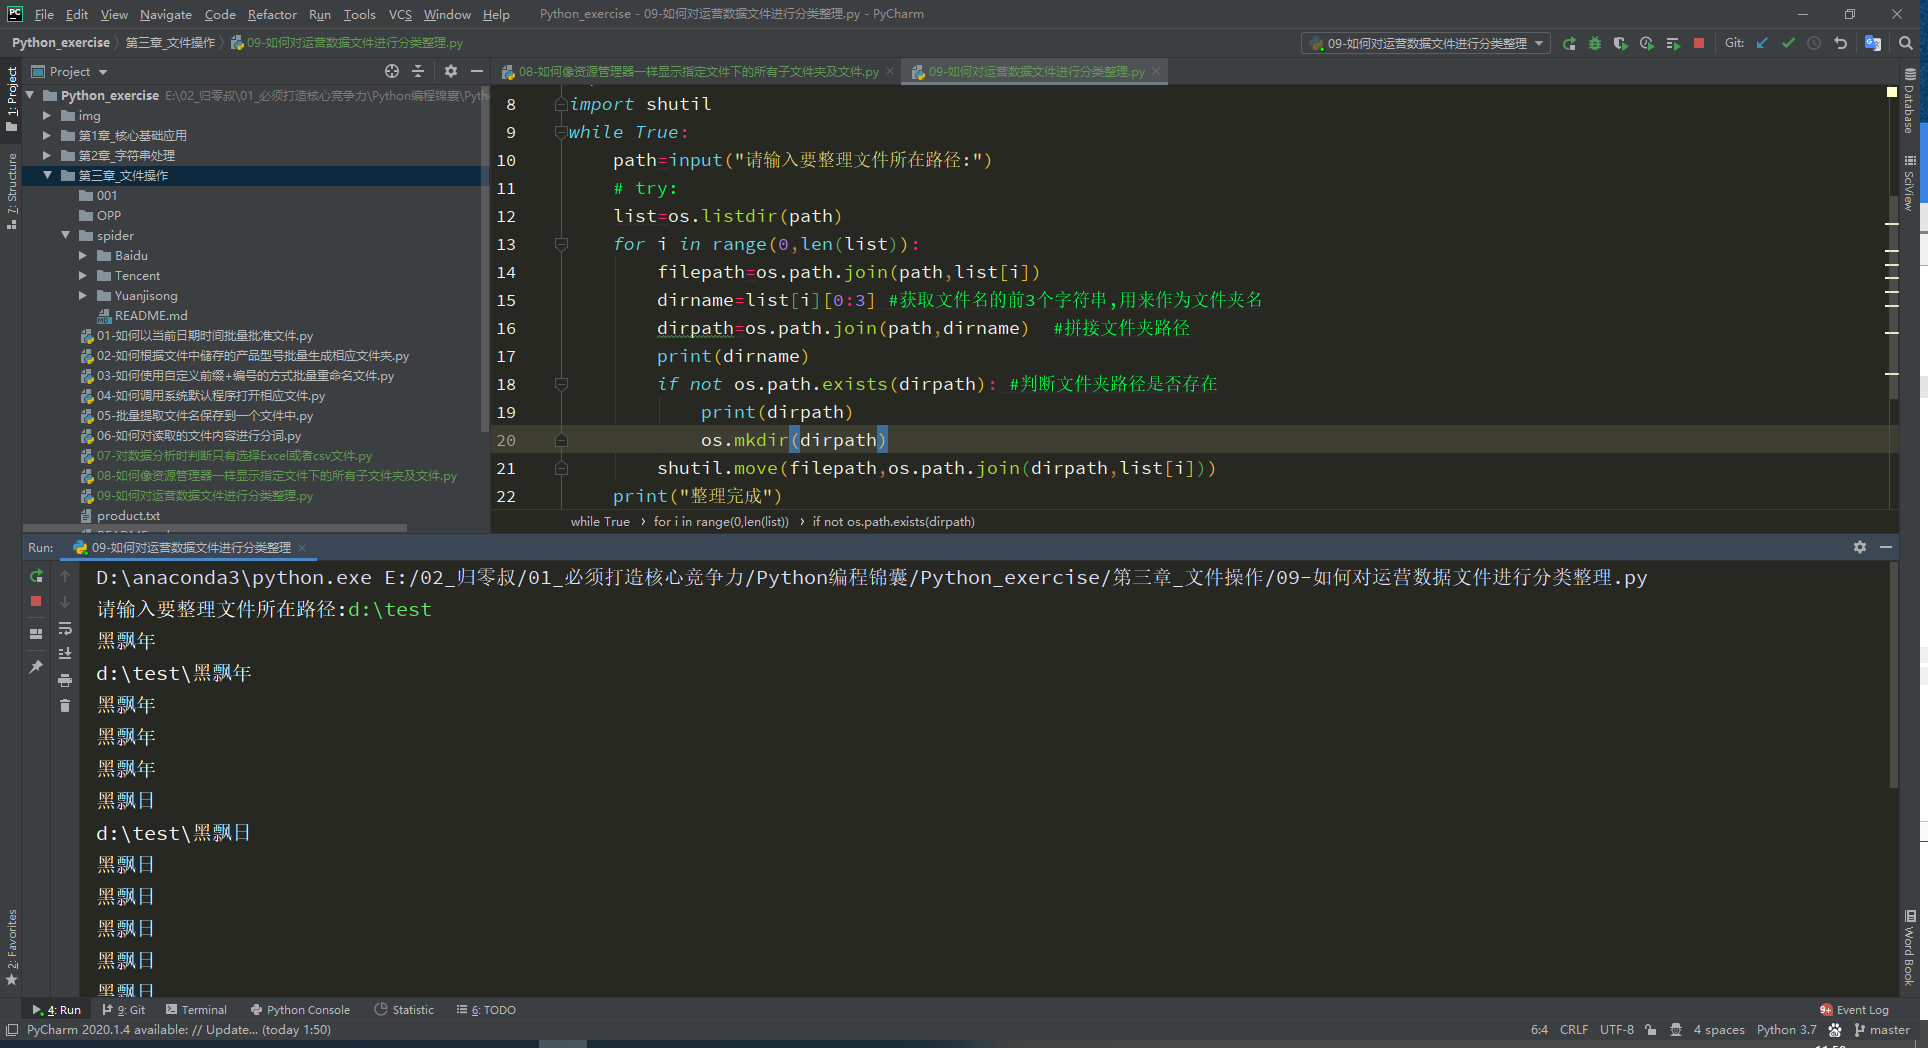 PC File Edit View Navigate Code Refactor Run Tools VCS Window Help Python_exercise - 09-如何对运营数据文件进行分类整理.py - PyCharm
Python_exercise 第三章_文件操作 09-如何对运营数据文件进行分类整理.py
09-如何对运营数据文件进行分类整理 Git:
Project
08-如何像资源管理器一样显示指定文件下的所有子文件夹及文件.py
09-如何对运营数据文件进行分类整理.py
1: Project
7: Structure
2: Favorites
Python_exercise E:\02_归零叔\01_必须打造核心竞争力\Python编程锦囊\Pyth
img
第1章_核心基础应用
第2章_字符串处理
第三章_文件操作
001
OPP
spider
Baidu
Tencent
Yuanjisong
README.md
01-如何以当前日期时间批量批准文件.py
02-如何根据文件中储存的产品型号批量生成相应文件夹.py
03-如何使用自定义前缀+编号的方式批量重命名文件.py
04-如何调用系统默认程序打开相应文件.py
05-批量提取文件名保存到一个文件中.py
06-如何对读取的文件内容进行分词.py
07-对数据分析时判断只有选择Excel或者csv文件.py
08-如何像资源管理器一样显示指定文件下的所有子文件夹及文件.py
09-如何对运营数据文件进行分类整理.py
product.txt
8 import shutil
9 while True:
10 path=input("请输入要整理文件所在路径:")
11 # try:
12 list=os.listdir(path)
13 for i in range(0,len(list)):
14 filepath=os.path.join(path,list[i])
15 dirname=list[i][0:3] #获取文件名的前3个字符串,用来作为文件夹名
16 dirpath=os.path.join(path,dirname) #拼接文件夹路径
17 print(dirname)
18 if not os.path.exists(dirpath): #判断文件夹路径是否存在
19 print(dirpath)
20 os.mkdir(dirpath)
21 shutil.move(filepath,os.path.join(dirpath,list[i]))
22 print("整理完成")
while True › for i in range(0,len(list)) › if not os.path.exists(dirpath)
Database
SciView
Word Book
Run: 09-如何对运营数据文件进行分类整理
D:\anaconda3\python.exe E:/02_归零叔/01_必须打造核心竞争力/Python编程锦囊/Python_exercise/第三章_文件操作/09-如何对运营数据文件进行分类整理.py
请输入要整理文件所在路径:d:\test
黑飘年
d:\test\黑飘年
黑飘年
黑飘年
黑飘年
黑飘日
d:\test\黑飘日
黑飘日
黑飘日
黑飘日
黑飘日
黑飘日
4: Run 9: Git Terminal Python Console Statistic 6: TODO 9+ Event Log
PyCharm 2020.1.4 available: // Update... (today 1:50) 6:4 CRLF UTF-8 4 spaces Python 3.7 master